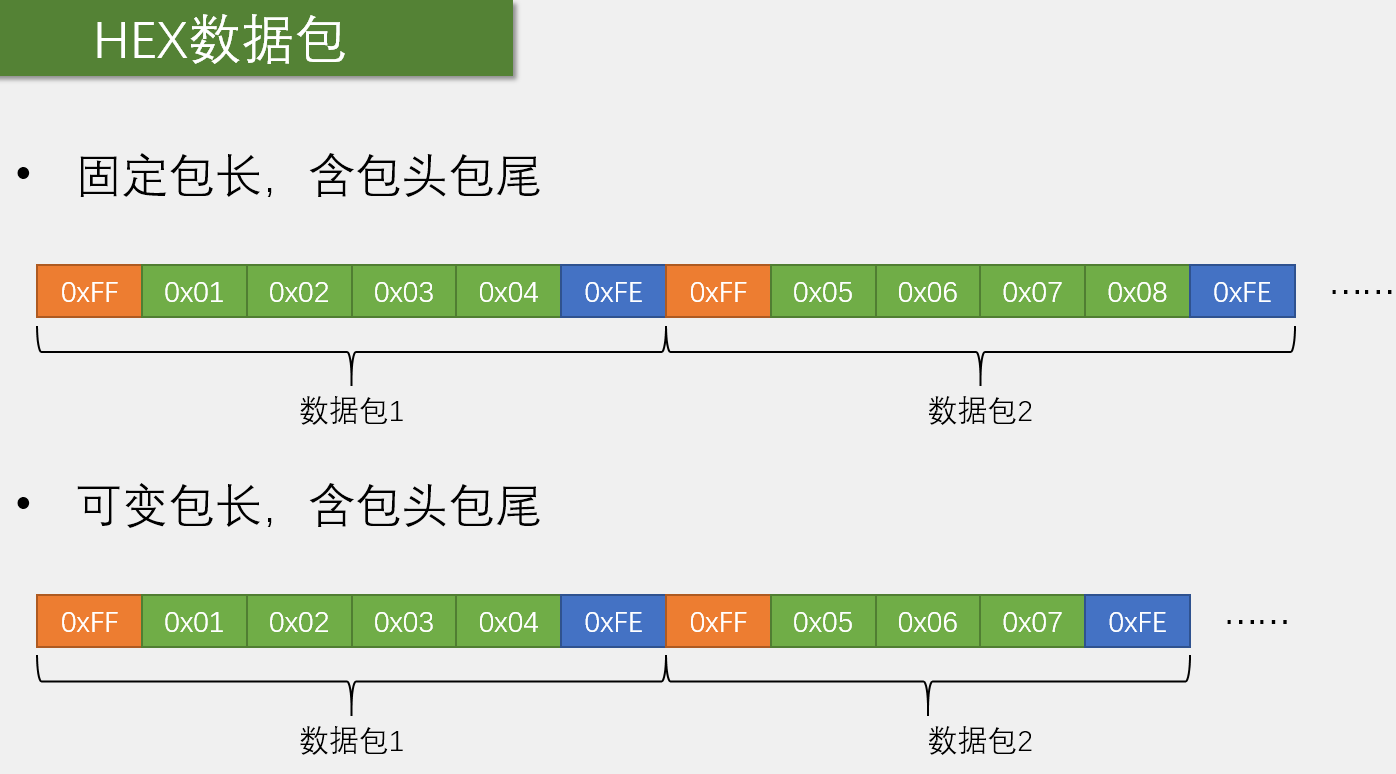 HEX数据包
• 固定包长，含包头包尾
0xFF 0x01 0x02 0x03 0x04 0xFE 0xFF 0x05 0x06 0x07 0x08 0xFE ……
数据包1 数据包2
• 可变包长，含包头包尾
0xFF 0x01 0x02 0x03 0x04 0xFE 0xFF 0x05 0x06 0x07 0xFE ……
数据包1 数据包2